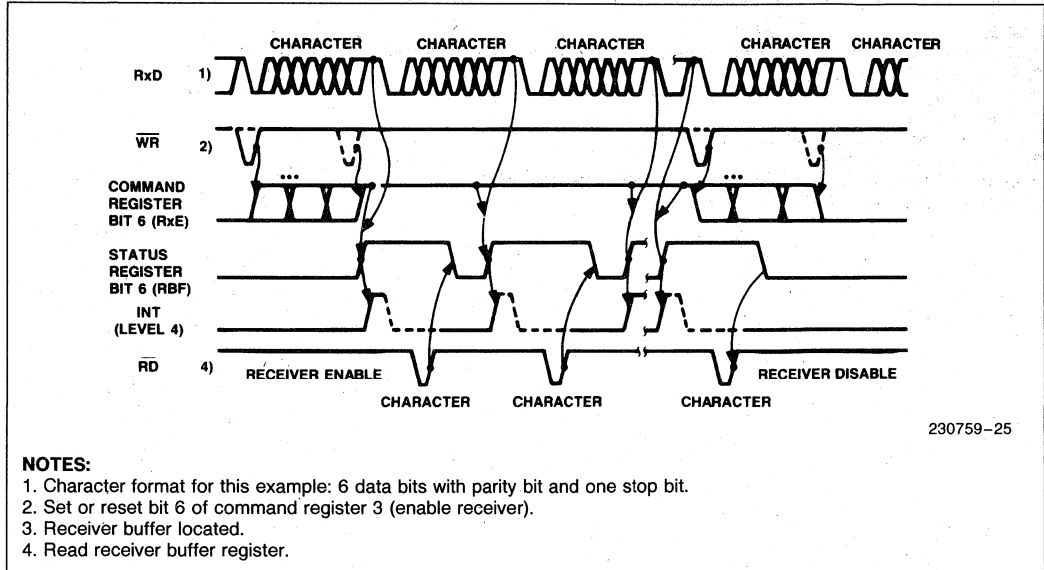 CHARACTER CHARACTER CHARACTER CHARACTER CHARACTER
RxD 1)
WR 2)
COMMAND
REGISTER
BIT 6 (RxE)
...
...
STATUS
REGISTER
BIT 6 (RBF)
INT
(LEVEL 4)
RD 4)
RECEIVER ENABLE
RECEIVER DISABLE
CHARACTER CHARACTER CHARACTER
230759–25
NOTES:
1. Character format for this example: 6 data bits with parity bit and one stop bit.
2. Set or reset bit 6 of command register 3 (enable receiver).
3. Receiver buffer located.
4. Read receiver buffer register.